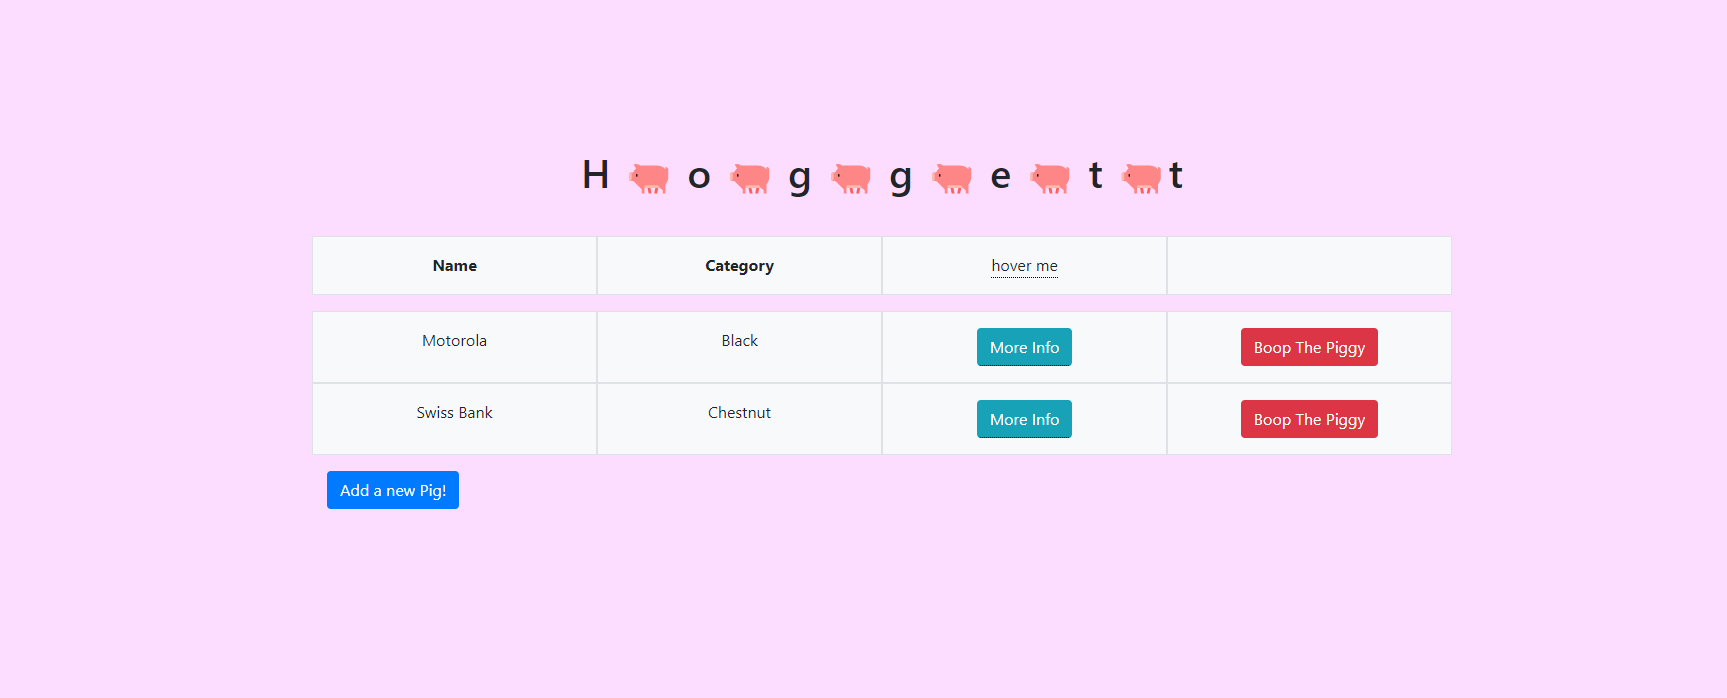 H o g g e t t
Name Category hover me
Motorola Black More Info Boop The Piggy
Swiss Bank Chestnut More Info Boop The Piggy
Add a new Pig!